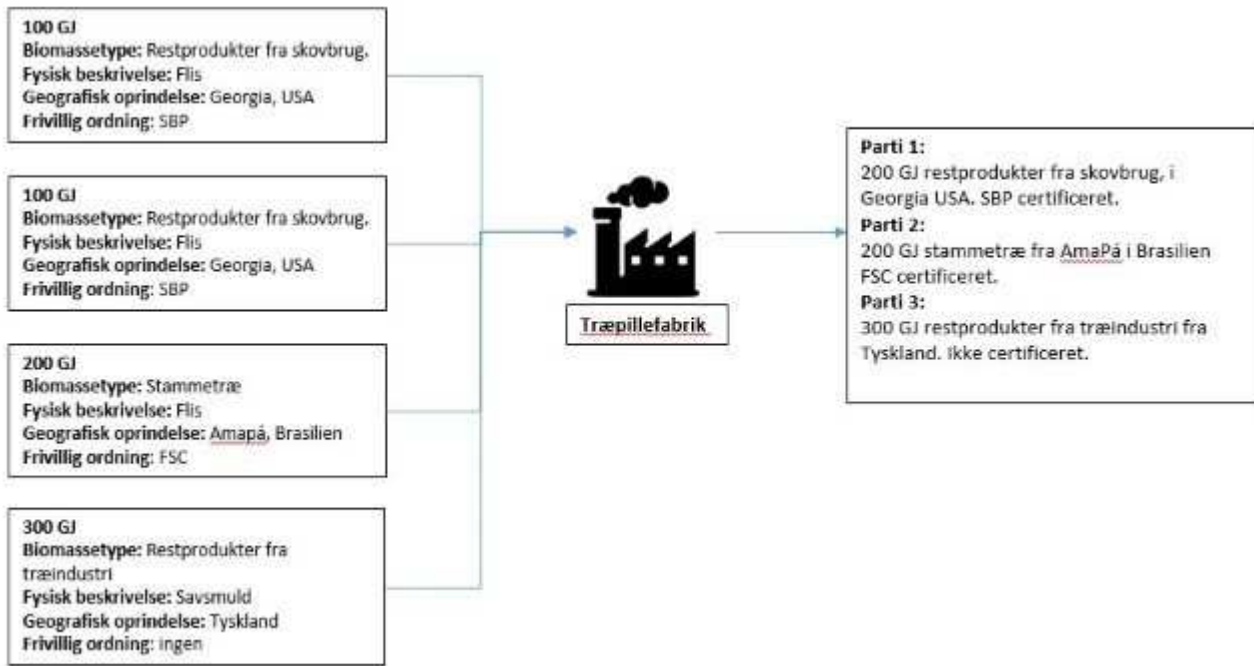 100 GJ
Biomassetype: Restprodukter fra skovbrug.
Fysisk beskrivelse: Flis
Geografisk oprindelse: Georgia, USA
Frivillig ordning: SBP
100 GJ
Biomassetype: Restprodukter fra skovbrug.
Fysisk beskrivelse: Flis
Geografisk oprindelse: Georgia, USA
Frivillig ordning: SBP
200 GJ
Biomassetype: Stammetræ
Fysisk beskrivelse: Flis
Geografisk oprindelse: Amapá, Brasilien
Frivillig ordning: FSC
300 GJ
Biomassetype: Restprodukter fra
træindustri
Fysisk beskrivelse: Savsmuld
Geografisk oprindelse: Tyskland
Frivillig ordning: ingen
Træpillefabrik
Parti 1:
200 GJ restprodukter fra skovbrug, i
Georgia USA. SBP certificeret.
Parti 2:
200 GJ stammetræ fra AmaPá i Brasilien
FSC certificeret.
Parti 3:
300 GJ restprodukter fra træindustri fra
Tyskland. Ikke certificeret.